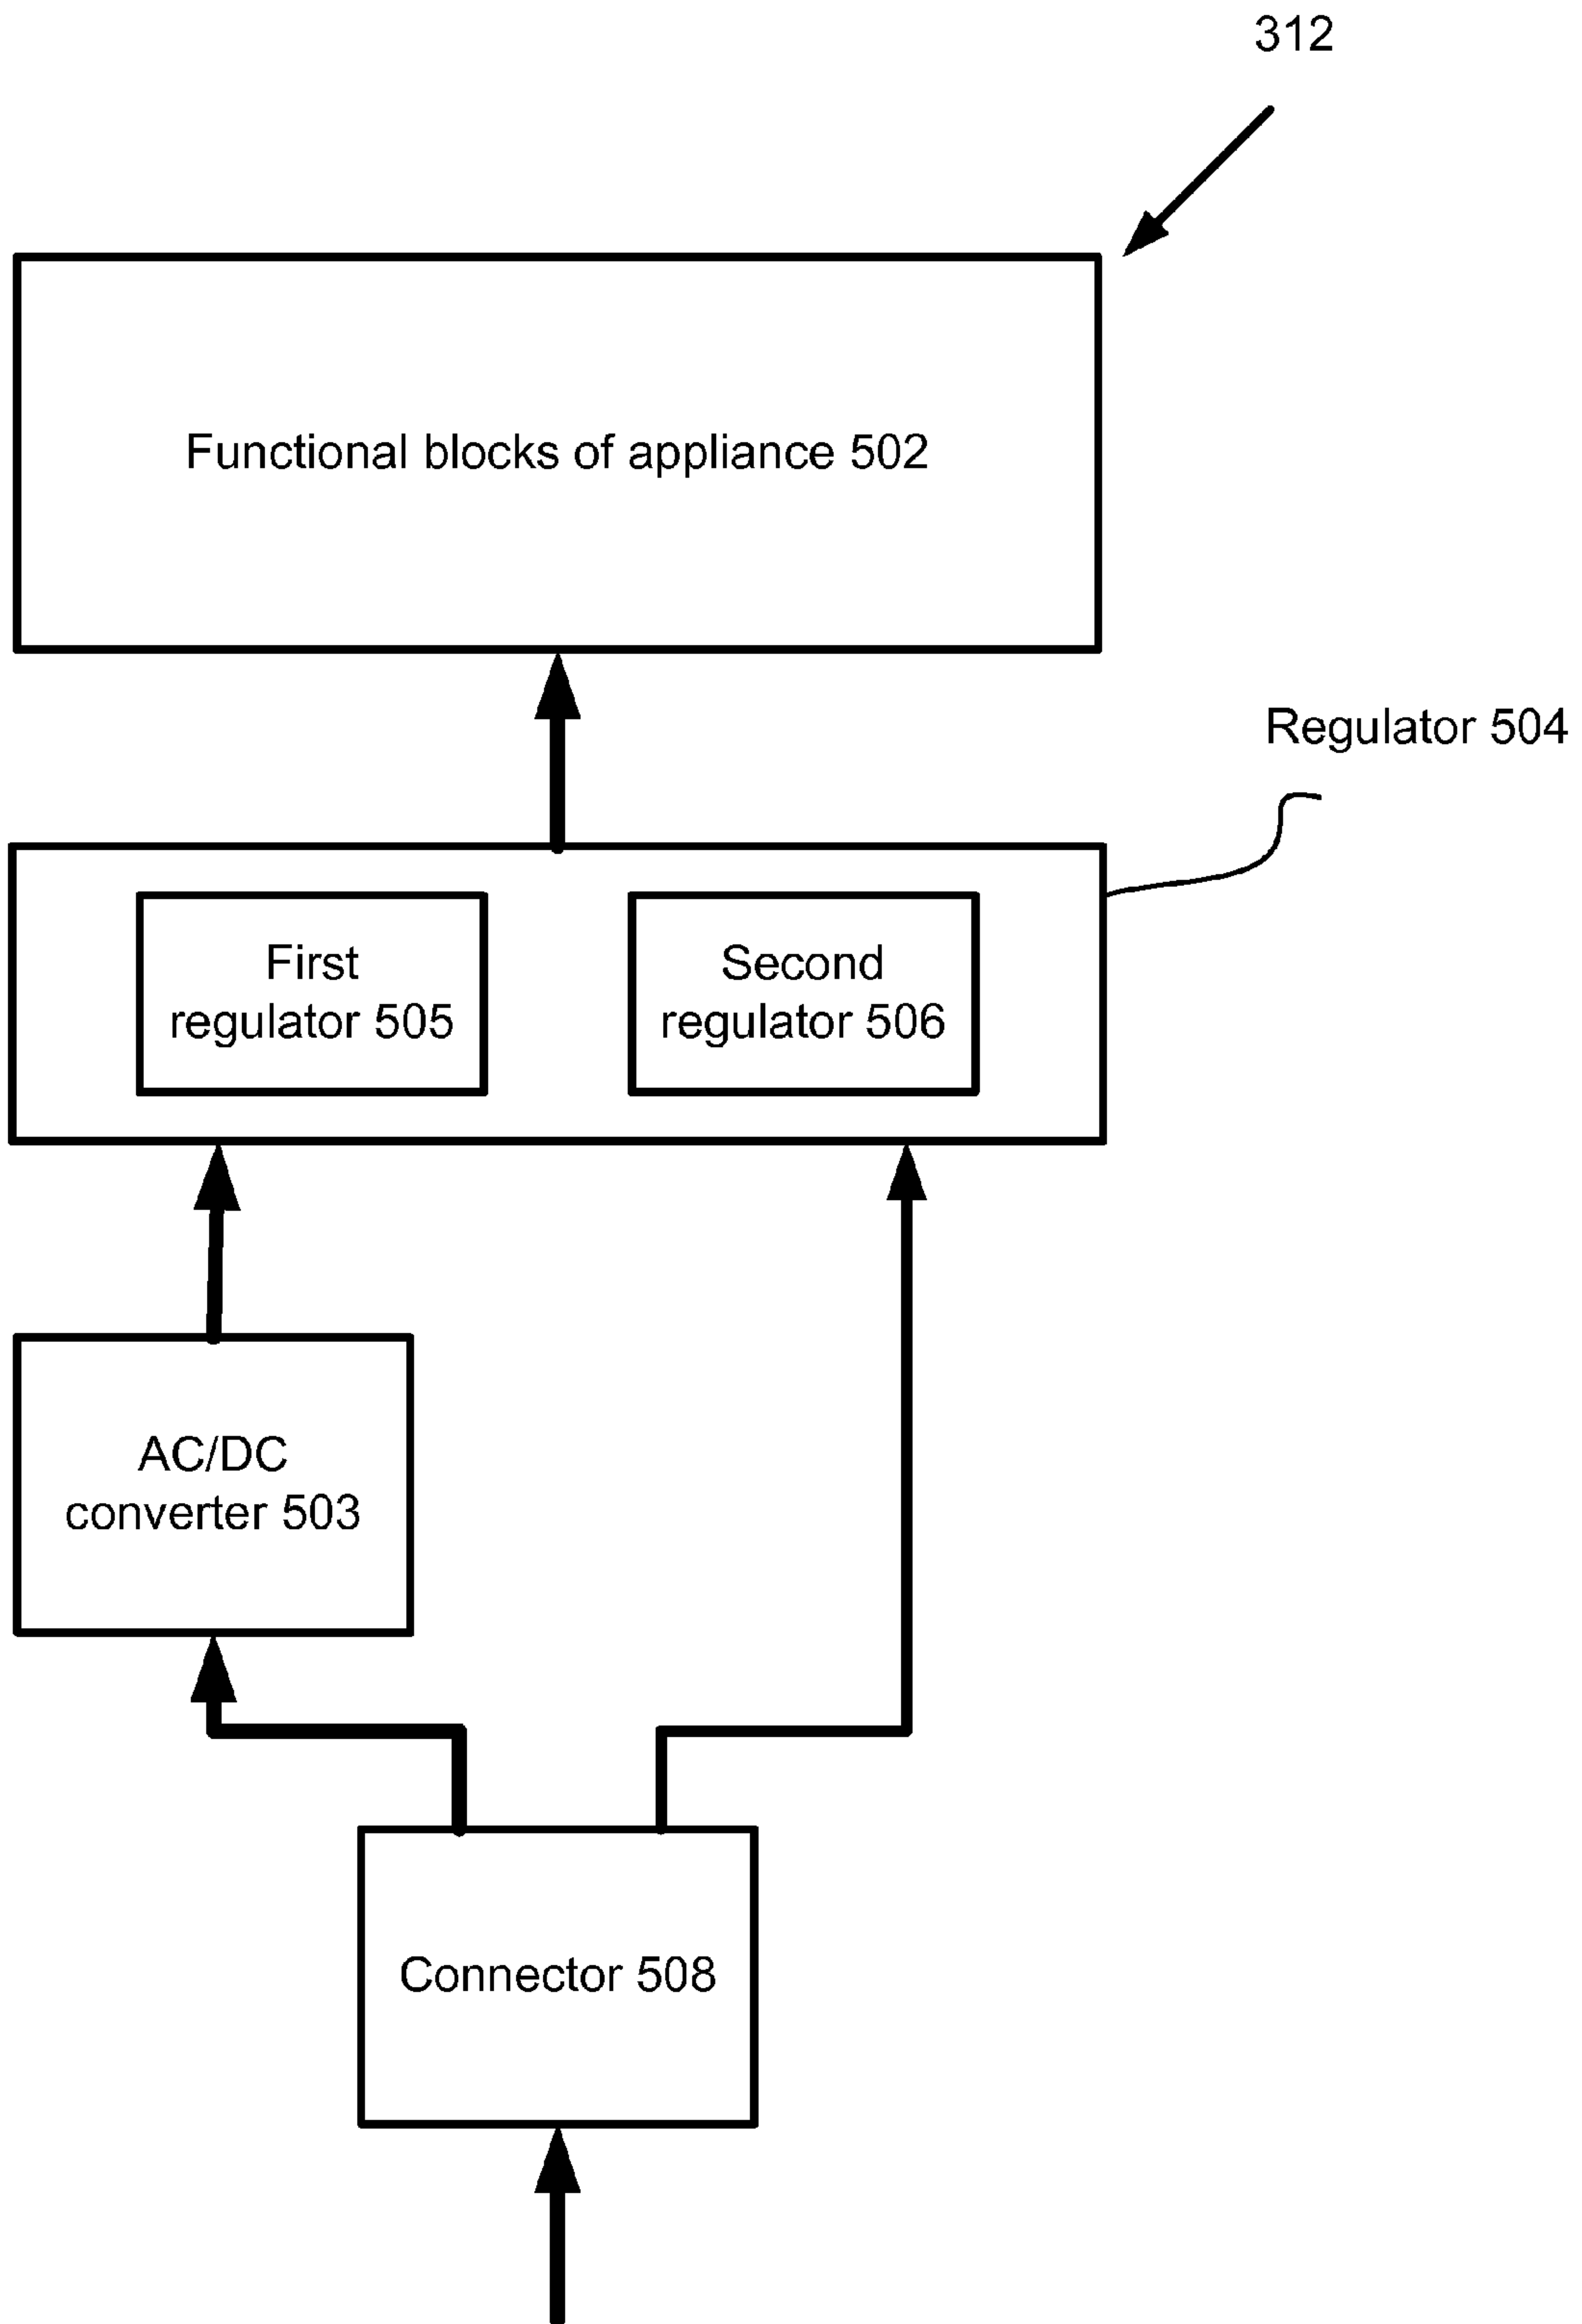 312
Functional blocks of appliance 502
Regulator 504
First
regulator 505
Second
regulator 506
AC/DC
converter 503
Connector 508